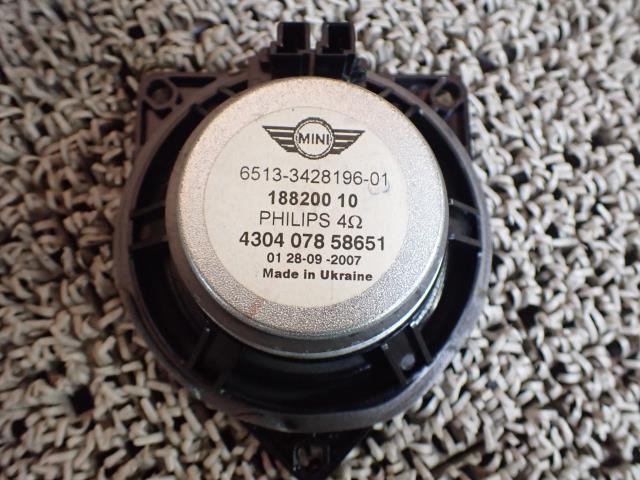 MINI
6513-3428196-01
188200 10
PHILIPS 4Ω
4304 078 58651
01 28-09-2007
Made in Ukraine